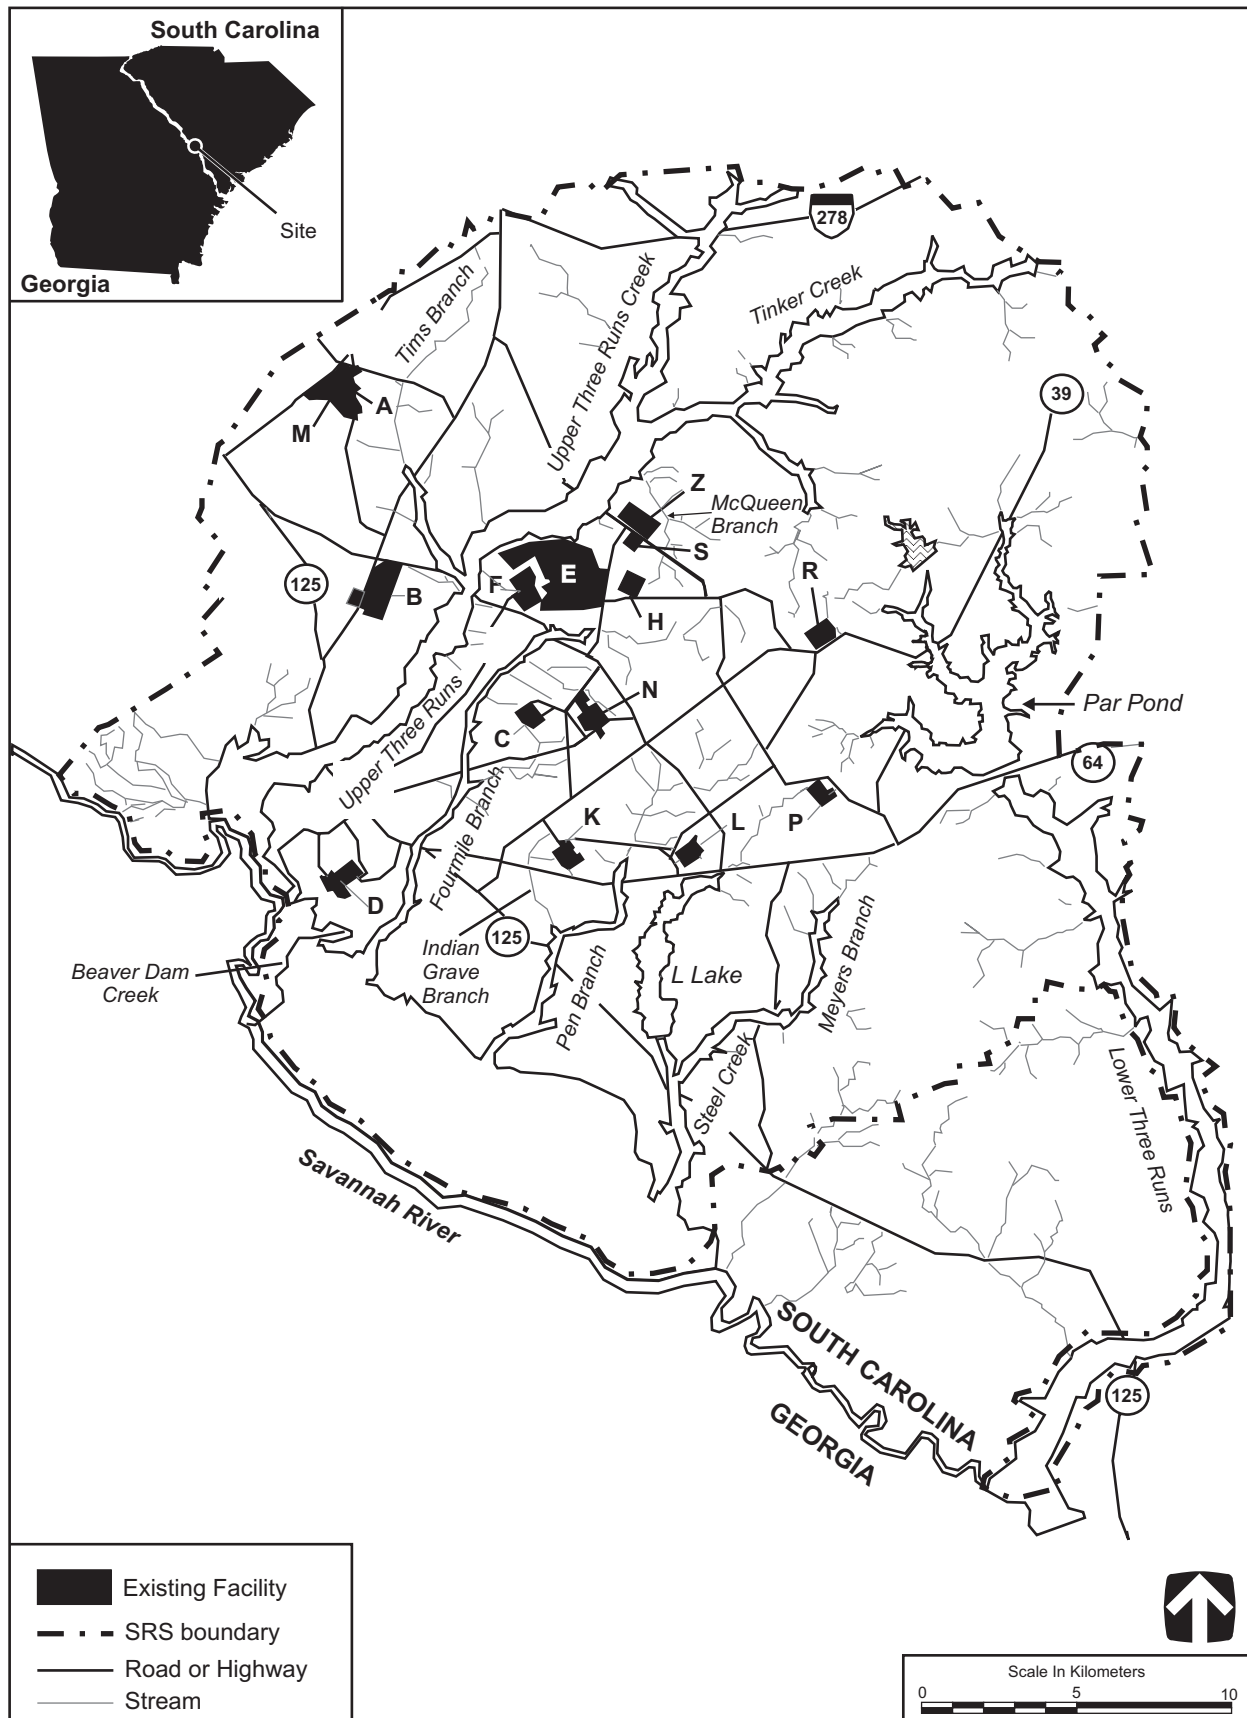 South Carolina
Site
Georgia
278
Tims Branch
Upper Three Runs Creek
Tinker Creek
39
A
M
Z
McQueen
Branch
S
125
B
F
E
H
R
N
C
Par Pond
Upper Three Runs
64
Fourmile Branch
K
L
P
D
125
Indian
Grave
Branch
Beaver Dam
Creek
Pen Branch
L Lake
Meyers Branch
Steel Creek
Lower Three Runs
Savannah River
SOUTH CAROLINA
GEORGIA
125
Existing Facility
SRS boundary
Road or Highway
Stream
Scale In Kilometers
0 5 10